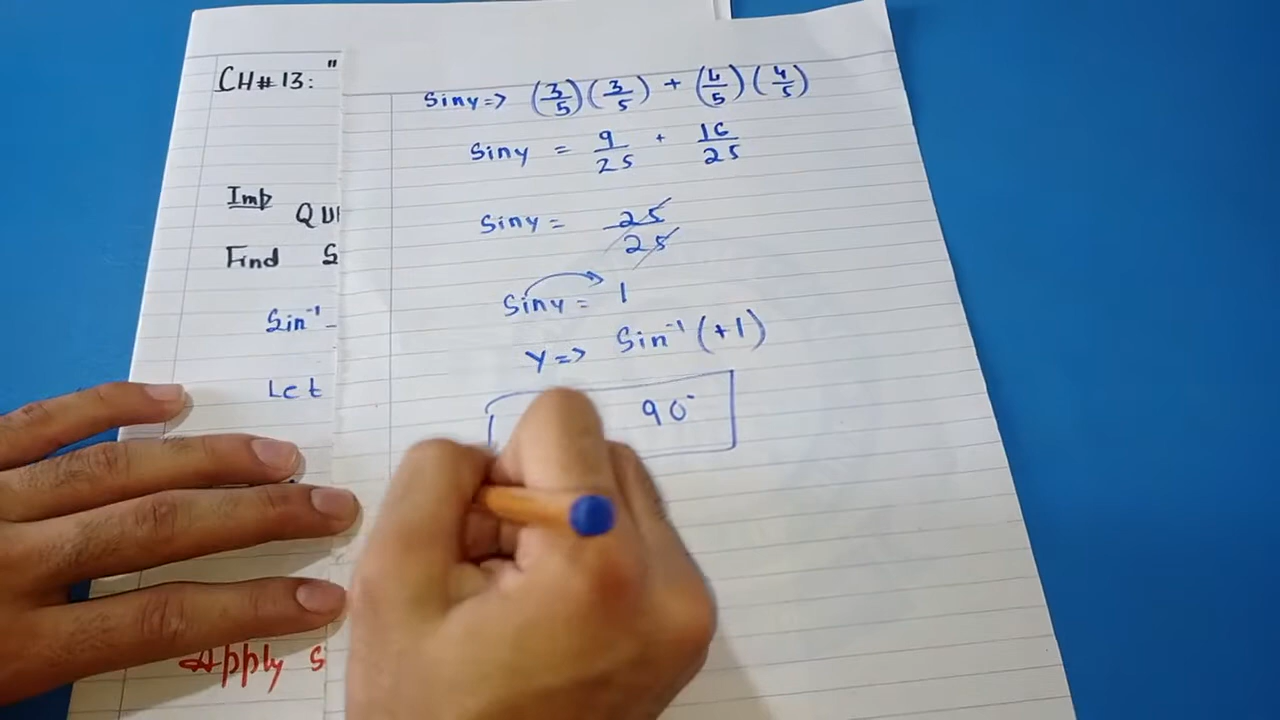 CH#13: "
Imp
QU
Find S
Sin⁻¹ -
Let
Apply S
Siny => (3/5)(3/5) + (4/5)(4/5)
Siny = 9/25 + 16/25
Siny = 25/25
Siny = 1
y => Sin⁻¹(+1)
90°